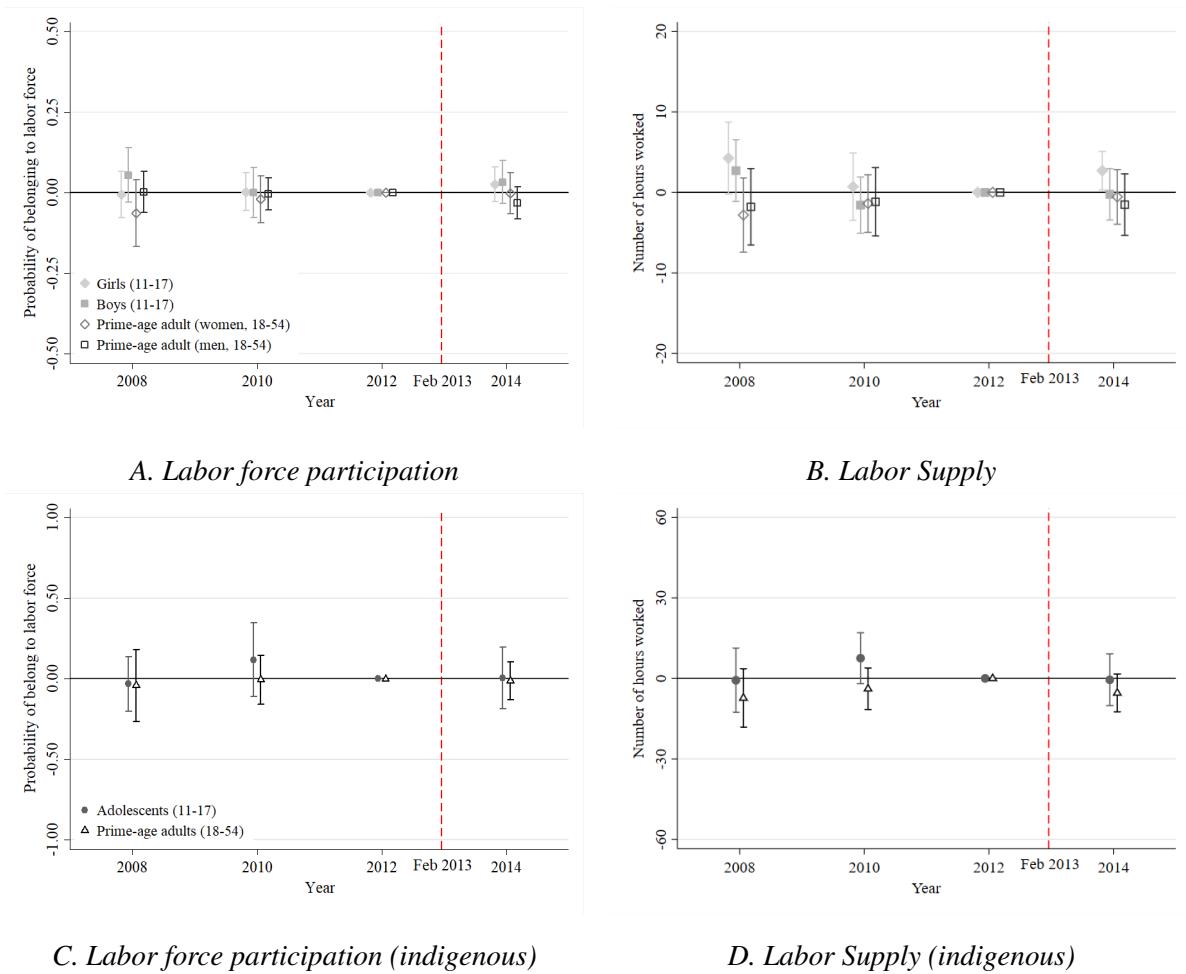 0.50
0.25
0.00
-0.25
-0.50
Probability of belonging to labor force
Girls (11-17)
Boys (11-17)
Prime-age adult (women, 18-54)
Prime-age adult (men, 18-54)
2008 2010 2012 Feb 2013 2014
Year
A. Labor force participation
20
10
0
-10
-20
Number of hours worked
2008 2010 2012 Feb 2013 2014
Year
B. Labor Supply
1.00
0.50
0.00
-0.50
-1.00
Probability of belong to labor force
Adolescents (11-17)
Prime-age adults (18-54)
2008 2010 2012 Feb 2013 2014
Year
C. Labor force participation (indigenous)
60
30
0
-30
-60
Number of hours worked
2008 2010 2012 Feb 2013 2014
Year
D. Labor Supply (indigenous)